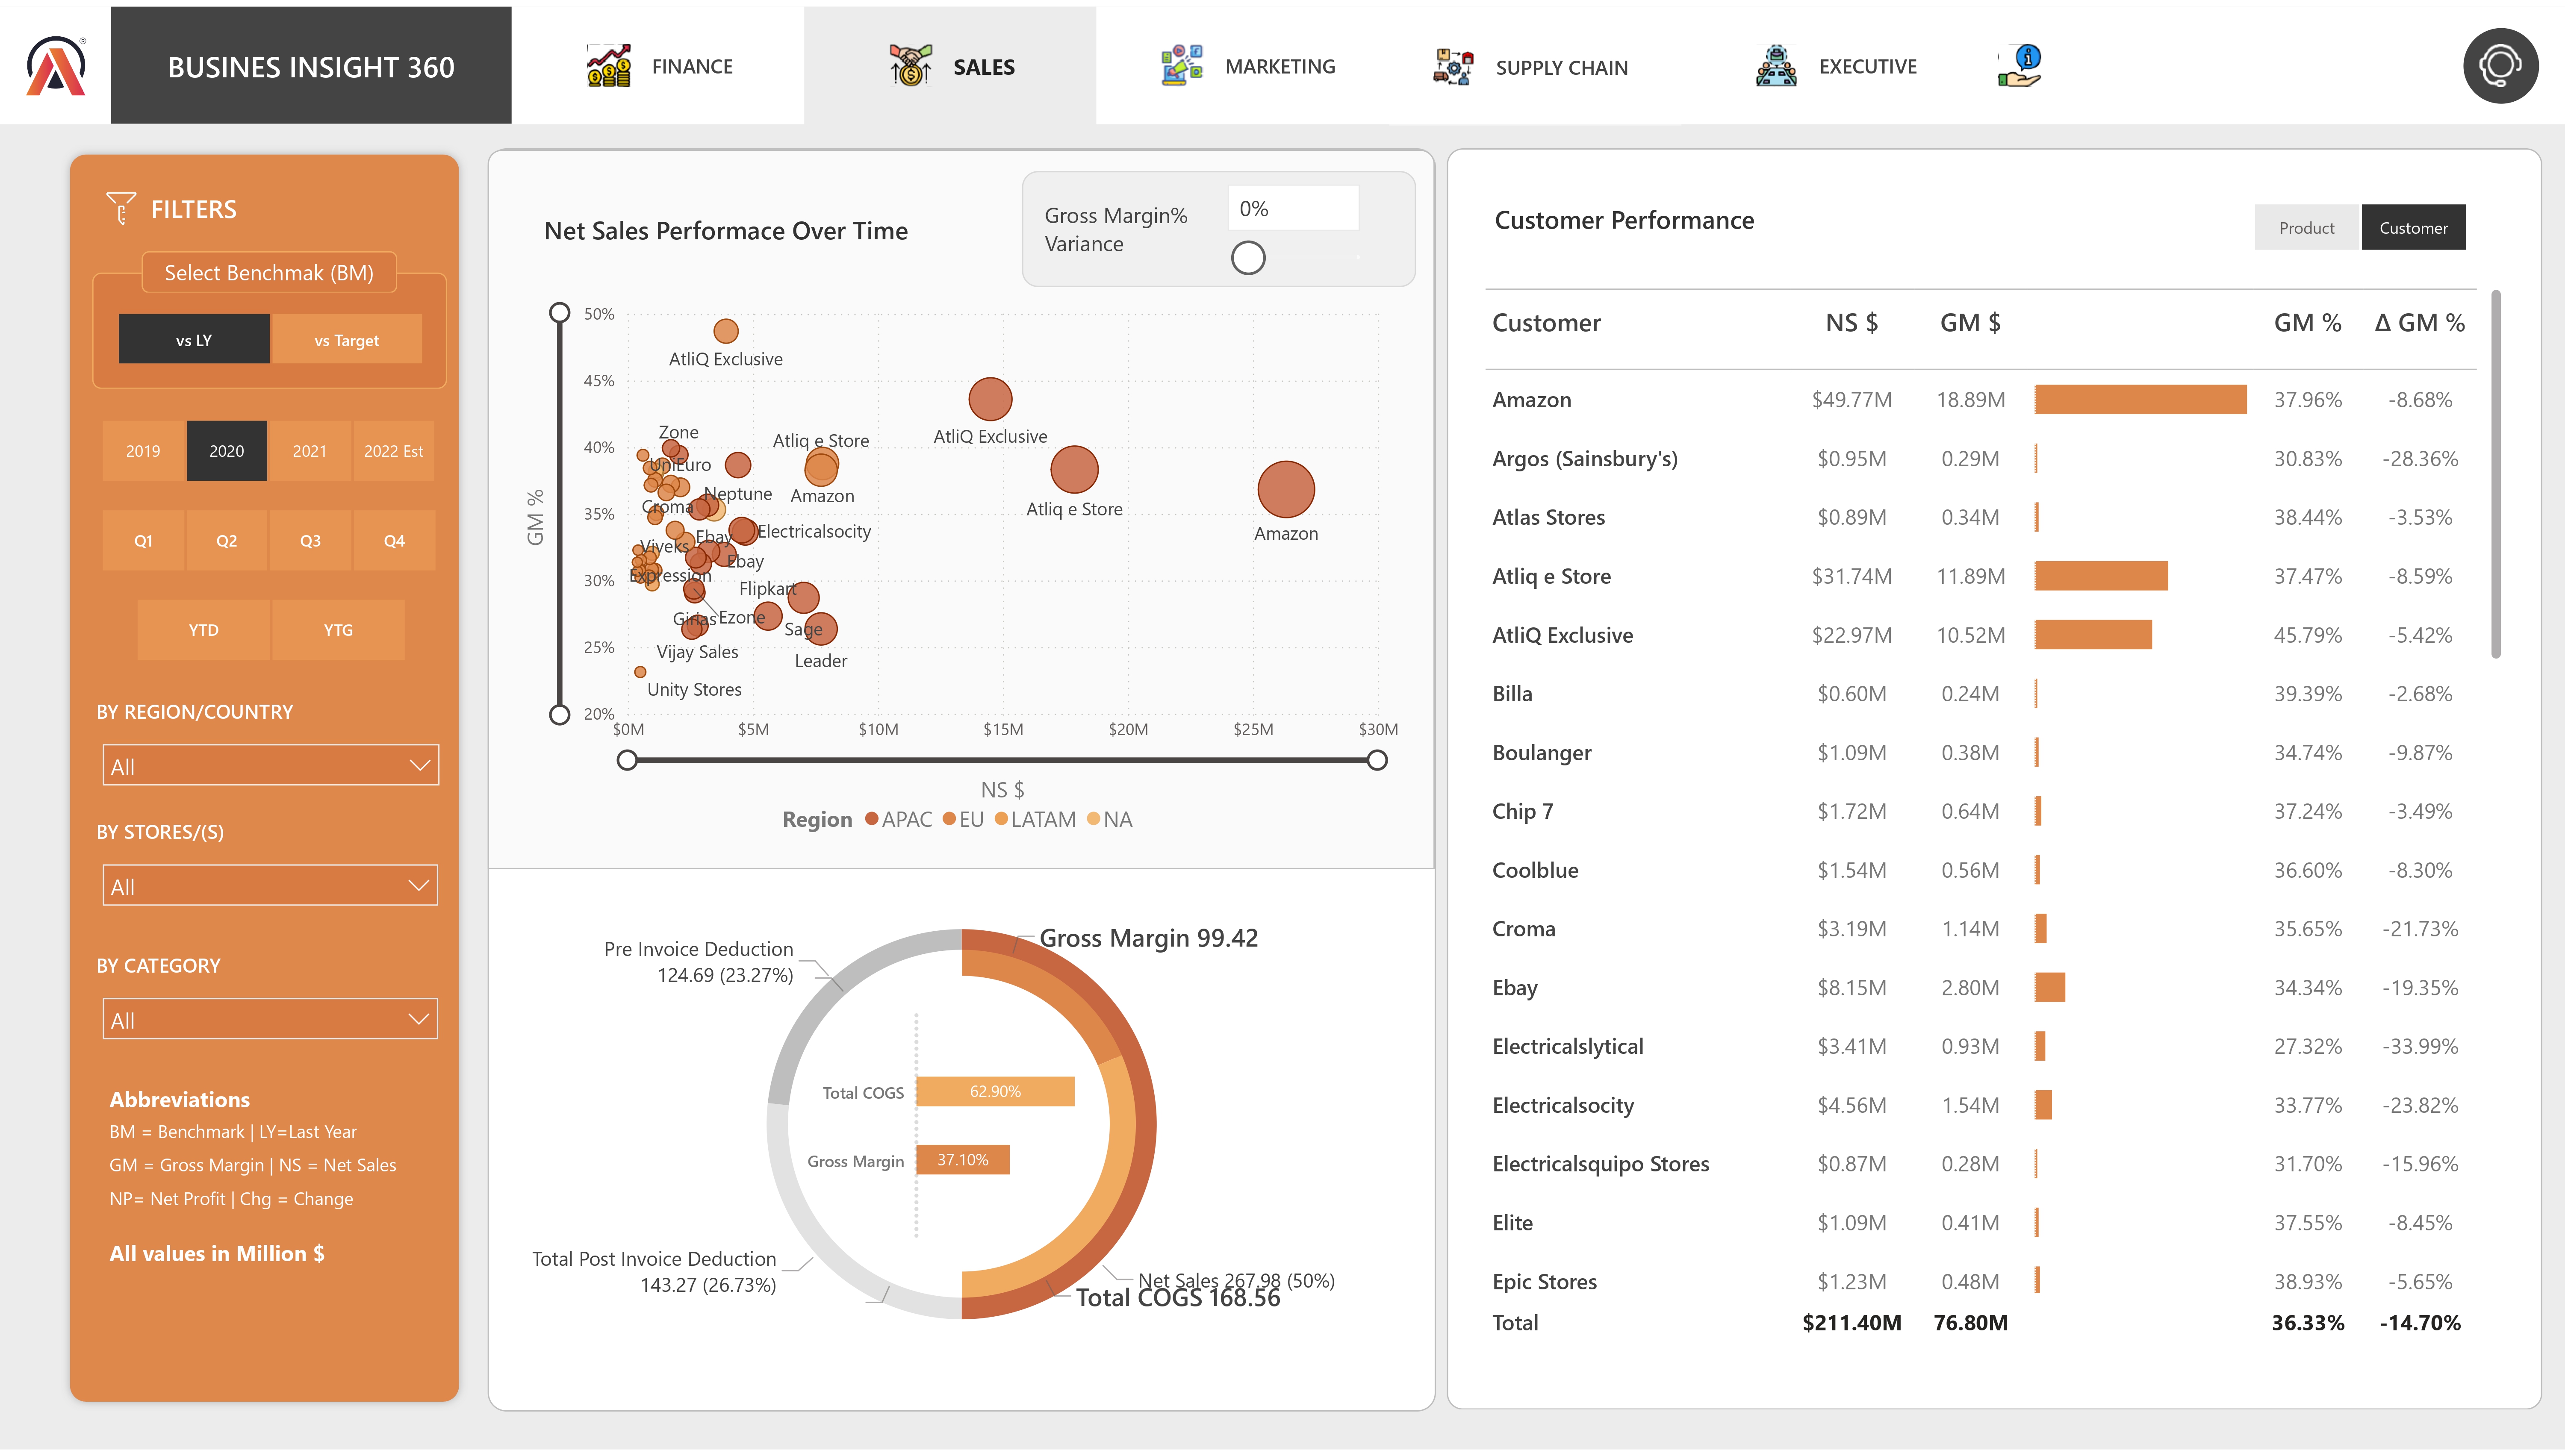 BUSINES INSIGHT 360
FINANCE
SALES
MARKETING
SUPPLY CHAIN
EXECUTIVE
FILTERS
Select Benchmak (BM)
vs LY
vs Target
2019
2020
2021
2022 Est
Q1
Q2
Q3
Q4
YTD
YTG
BY REGION/COUNTRY
All
BY STORES/(S)
All
BY CATEGORY
All
Abbreviations
BM = Benchmark | LY=Last Year
GM = Gross Margin | NS = Net Sales
NP= Net Profit | Chg = Change
All values in Million $
Net Sales Performace Over Time
Gross Margin%
Variance
0%
GM %
50%
45%
40%
35%
30%
25%
20%
AtliQ Exclusive
AtliQ Exclusive
Zone
Atliq e Store
UniEuro
Neptune
Amazon
Croma
Atliq e Store
Electricalsocity
Amazon
Ebay
Viveks
Ebay
Expression
Flipkart
Girias
Ezone
Sage
Vijay Sales
Leader
Unity Stores
$0M
$5M
$10M
$15M
$20M
$25M
$30M
NS $
Region APAC EU LATAM NA
Gross Margin 99.42
Pre Invoice Deduction
124.69 (23.27%)
Total COGS
62.90%
Gross Margin
37.10%
Total Post Invoice Deduction
143.27 (26.73%)
Net Sales 267.98 (50%)
Total COGS 168.56
Customer Performance
Product
Customer
Customer NS $ GM $ GM % Δ GM %
Amazon $49.77M 18.89M 37.96% -8.68%
Argos (Sainsbury's) $0.95M 0.29M 30.83% -28.36%
Atlas Stores $0.89M 0.34M 38.44% -3.53%
Atliq e Store $31.74M 11.89M 37.47% -8.59%
AtliQ Exclusive $22.97M 10.52M 45.79% -5.42%
Billa $0.60M 0.24M 39.39% -2.68%
Boulanger $1.09M 0.38M 34.74% -9.87%
Chip 7 $1.72M 0.64M 37.24% -3.49%
Coolblue $1.54M 0.56M 36.60% -8.30%
Croma $3.19M 1.14M 35.65% -21.73%
Ebay $8.15M 2.80M 34.34% -19.35%
Electricalslytical $3.41M 0.93M 27.32% -33.99%
Electricalsocity $4.56M 1.54M 33.77% -23.82%
Electricalsquipo Stores $0.87M 0.28M 31.70% -15.96%
Elite $1.09M 0.41M 37.55% -8.45%
Epic Stores $1.23M 0.48M 38.93% -5.65%
Total $211.40M 76.80M 36.33% -14.70%